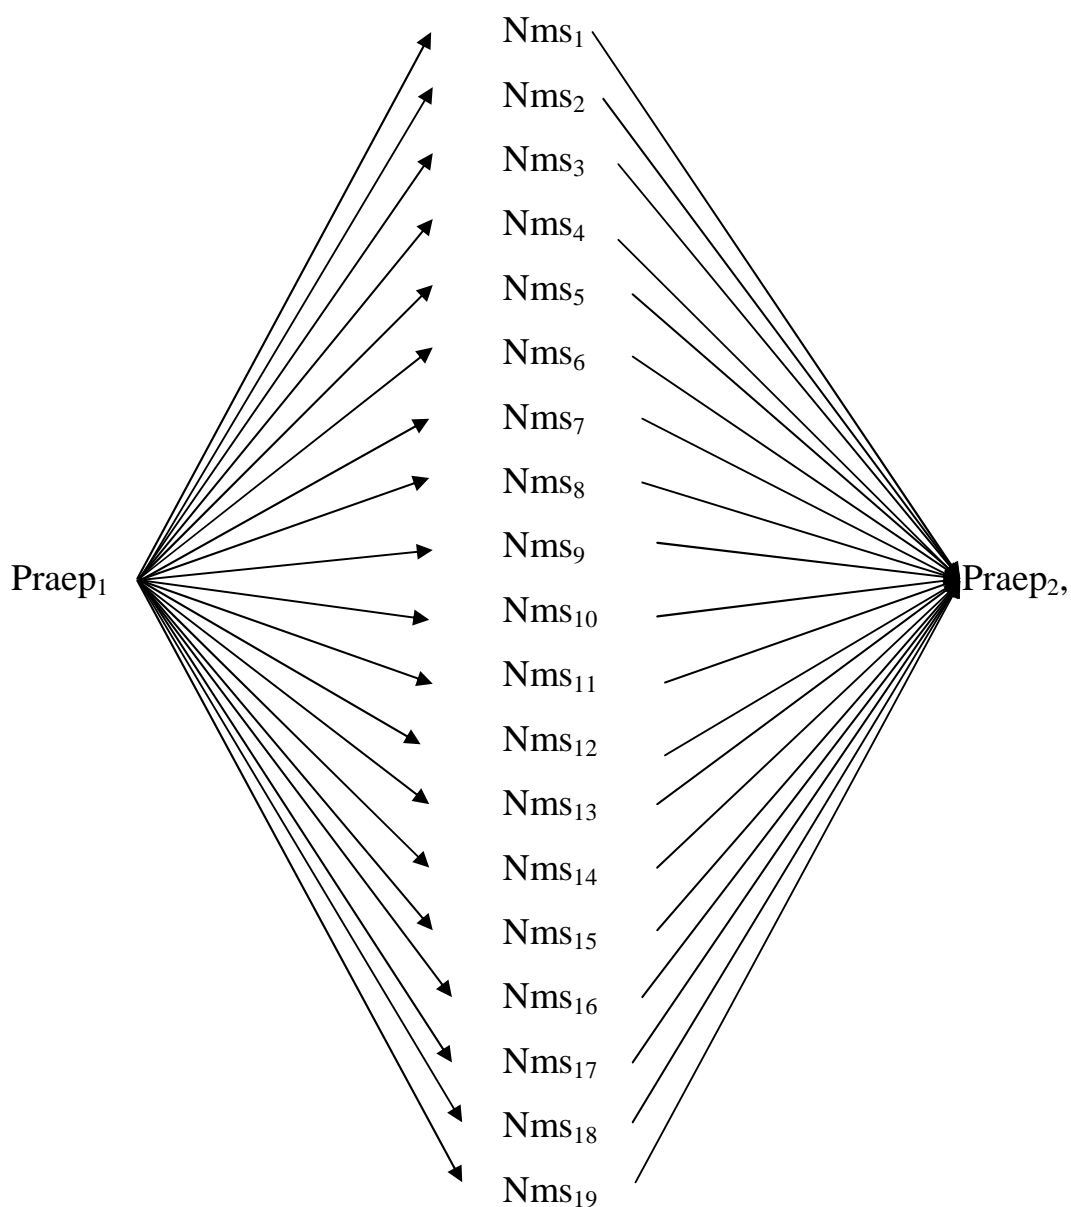 Nms₁
Nms₂
Nms₃
Nms₄
Nms₅
Nms₆
Nms₇
Nms₈
Nms₉
Praep₁ Praep₂,
Nms₁₀
Nms₁₁
Nms₁₂
Nms₁₃
Nms₁₄
Nms₁₅
Nms₁₆
Nms₁₇
Nms₁₈
Nms₁₉